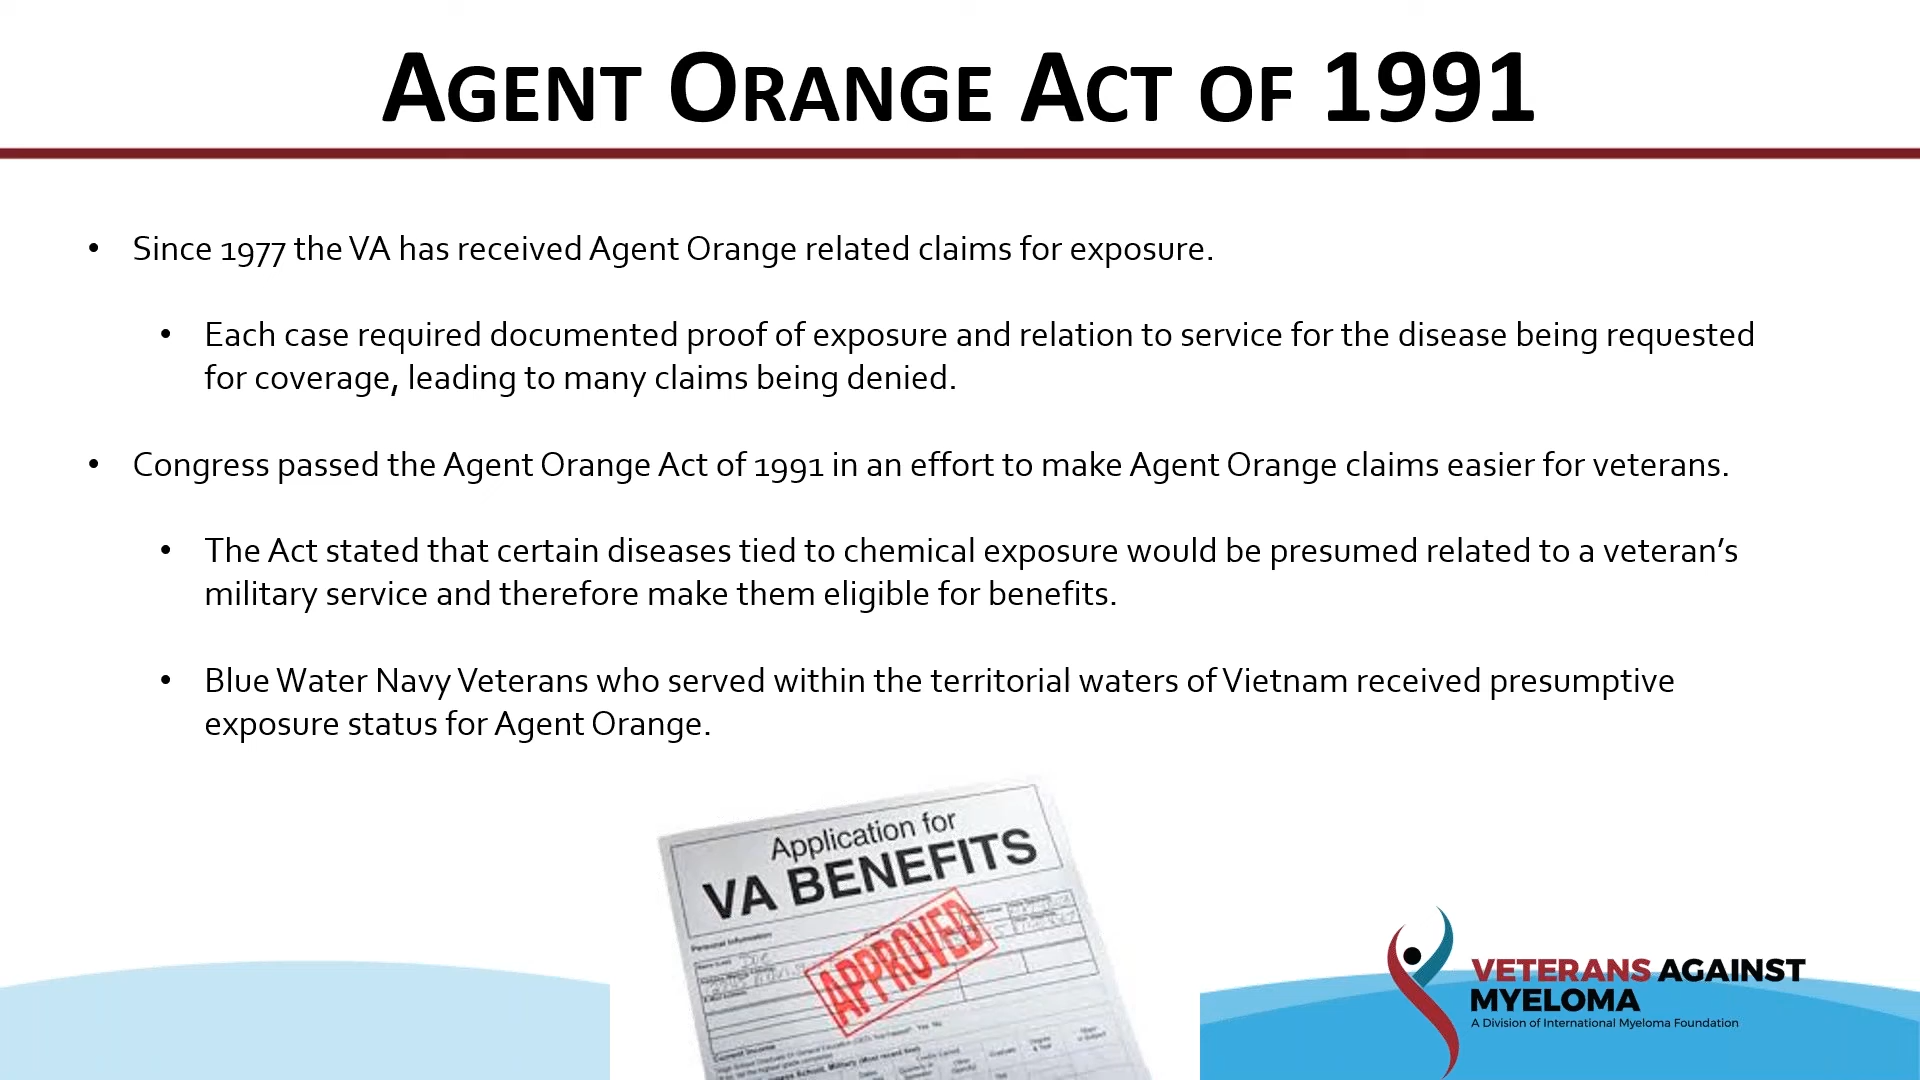 AGENT ORANGE ACT OF 1991
• Since 1977 the VA has received Agent Orange related claims for exposure.
• Each case required documented proof of exposure and relation to service for the disease being requested
for coverage, leading to many claims being denied.
• Congress passed the Agent Orange Act of 1991 in an effort to make Agent Orange claims easier for veterans.
• The Act stated that certain diseases tied to chemical exposure would be presumed related to a veteran’s
military service and therefore make them eligible for benefits.
• Blue Water Navy Veterans who served within the territorial waters of Vietnam received presumptive
exposure status for Agent Orange.
Application for
VA BENEFITS
Personal Information
APPROVED
VETERANS AGAINST
MYELOMA
A Division of International Myeloma Foundation